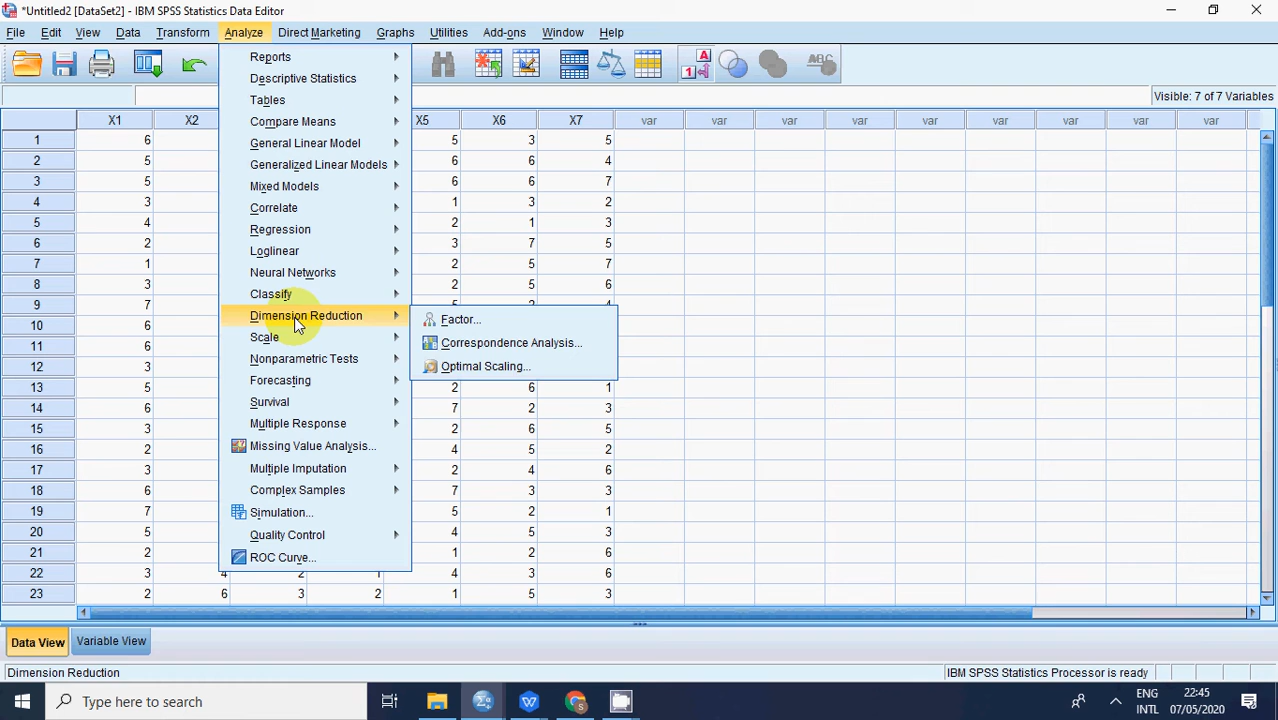 *Untitled2 [DataSet2] - IBM SPSS Statistics Data Editor
File Edit View Data Transform Analyze Direct Marketing Graphs Utilities Add-ons Window Help
Visible: 7 of 7 Variables
X1 X2 X5 X6 X7 var var var var var var var var var
1 6 5 3 5
2 5 6 6 4
3 5 6 6 7
4 3 1 3 2
5 4 2 1 3
6 2 3 7 5
7 1 2 5 7
8 3 2 5 6
9 7
10 6
11 6
12 3
13 5 2 6 1
14 6 7 2 3
15 3 2 6 5
16 2 4 5 2
17 3 2 4 6
18 6 7 3 3
19 7 5 2 1
20 5 4 5 3
21 2 1 2 6
22 3 4 2 1 4 3 6
23 2 6 3 2 1 5 3
Reports
Descriptive Statistics
Tables
Compare Means
General Linear Model
Generalized Linear Models
Mixed Models
Correlate
Regression
Loglinear
Neural Networks
Classify
Dimension Reduction
Scale
Nonparametric Tests
Forecasting
Survival
Multiple Response
Missing Value Analysis...
Multiple Imputation
Complex Samples
Simulation...
Quality Control
ROC Curve...
Factor...
Correspondence Analysis...
Optimal Scaling...
Data View Variable View
Dimension Reduction IBM SPSS Statistics Processor is ready
Type here to search
ENG
INTL
22:45
07/05/2020